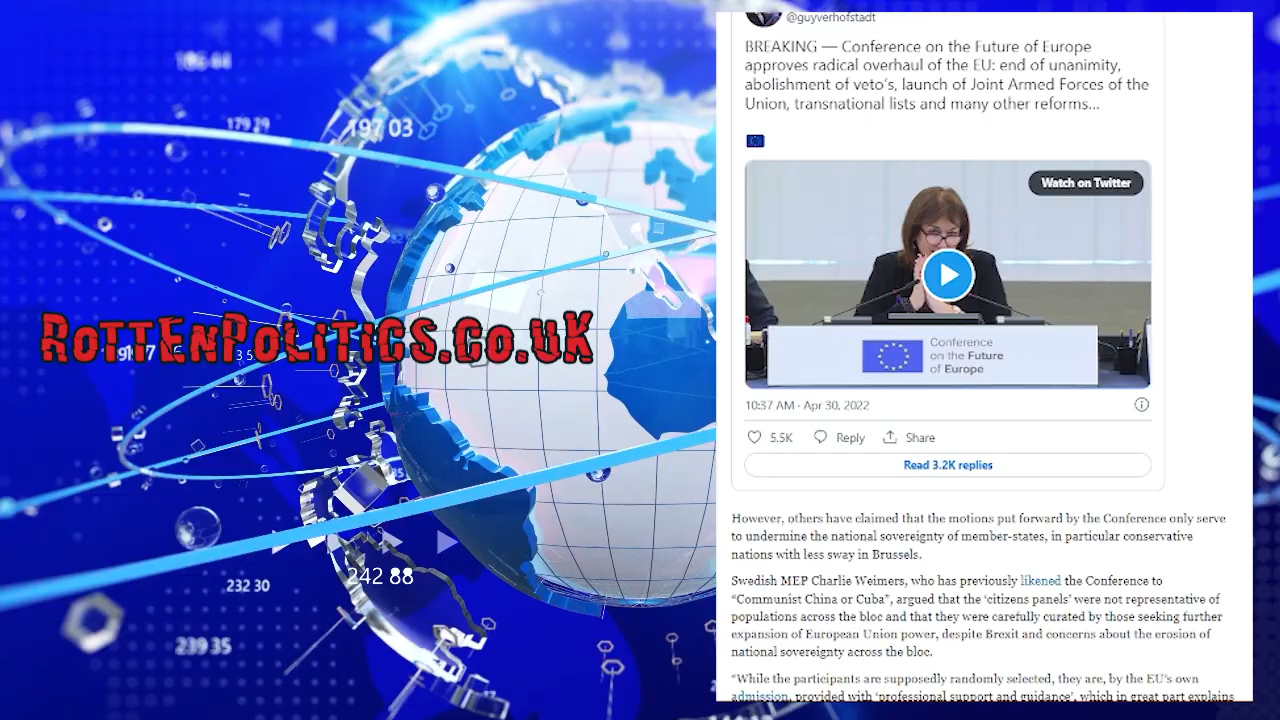 @guyverhofstadt
BREAKING — Conference on the Future of Europe
approves radical overhaul of the EU: end of unanimity,
abolishment of veto's, launch of Joint Armed Forces of the
Union, transnational lists and many other reforms...
Watch on Twitter
Conference
on the Future
of Europe
10:37 AM · Apr 30, 2022
5.5K Reply Share
Read 3.2K replies
However, others have claimed that the motions put forward by the Conference only serve
to undermine the national sovereignty of member-states, in particular conservative
nations with less sway in Brussels.
Swedish MEP Charlie Weimers, who has previously likened the Conference to
“Communist China or Cuba”, argued that the ‘citizens panels’ were not representative of
populations across the bloc and that they were carefully curated by those seeking further
expansion of European Union power, despite Brexit and concerns about the erosion of
national sovereignty across the bloc.
“While the participants are supposedly randomly selected, they are, by the EU's own
admission, provided with ‘professional support and guidance’, which in great part explains
RottenPolitics.Co.uK
179 29
197 03
242 88
232 30
239 35